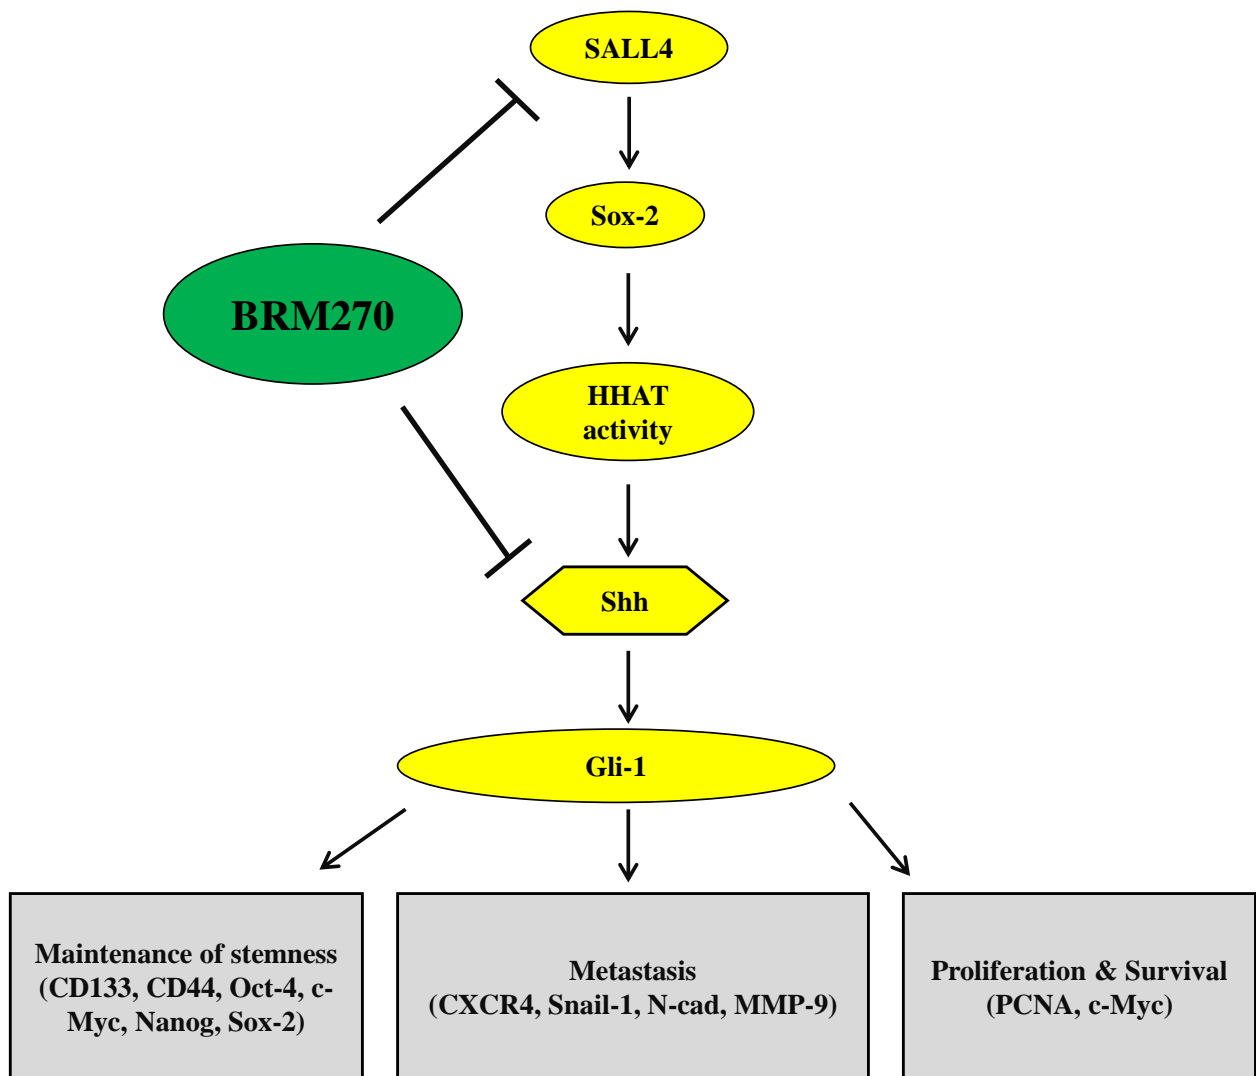 SALL4
Sox-2
BRM270
HHAT
activity
Shh
Gli-1
Maintenance of stemness
(CD133, CD44, Oct-4, c-
Myc, Nanog, Sox-2)
Metastasis
(CXCR4, Snail-1, N-cad, MMP-9)
Proliferation & Survival
(PCNA, c-Myc)